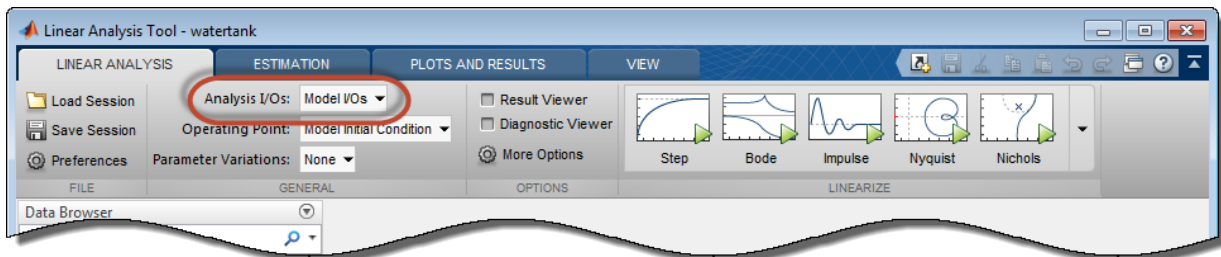 Linear Analysis Tool - watertank
LINEAR ANALYSIS ESTIMATION PLOTS AND RESULTS VIEW
Load Session Analysis I/Os: Model I/Os Result Viewer
Save Session Operating Point: Model Initial Condition Diagnostic Viewer
Preferences Parameter Variations: None More Options Step Bode Impulse Nyquist Nichols
FILE GENERAL OPTIONS LINEARIZE
Data Browser